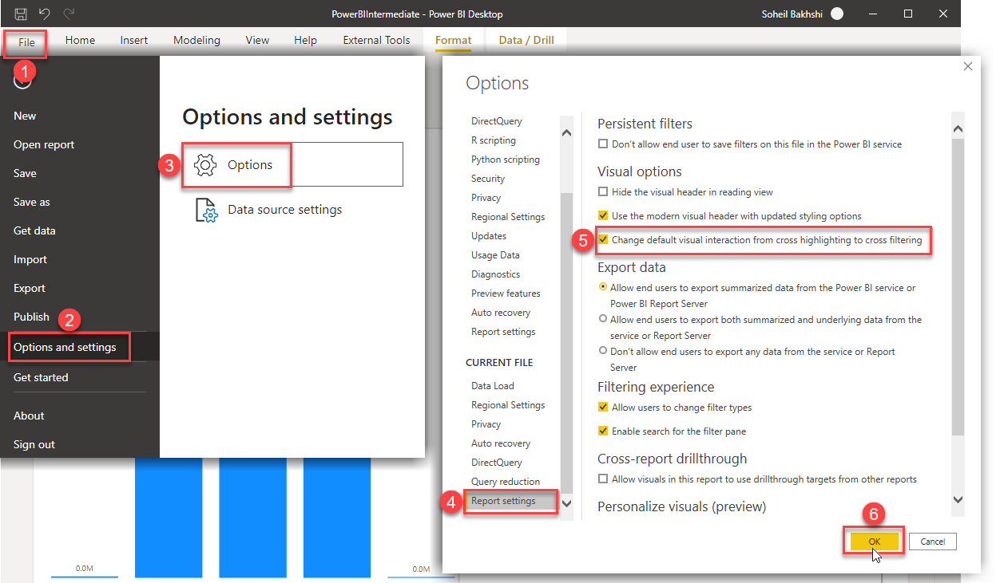 PowerBIIntermediate - Power BI Desktop
Soheil Bakhshi
File
Home
Insert
Modeling
View
Help
External Tools
Format
Data / Drill
1
New
Open report
Save
Save as
Get data
Import
Export
Publish
2
Options and settings
Get started
About
Sign out
Options and settings
3
Options
Data source settings
0.0M
0.0M
Options
DirectQuery
R scripting
Python scripting
Security
Privacy
Regional Settings
Updates
Usage Data
Diagnostics
Preview features
Auto recovery
Report settings
CURRENT FILE
Data Load
Regional Settings
Privacy
Auto recovery
DirectQuery
Query reduction
4
Report settings
Persistent filters
Don't allow end user to save filters on this file in the Power BI service
Visual options
Hide the visual header in reading view
Use the modern visual header with updated styling options
5
Change default visual interaction from cross highlighting to cross filtering
Export data
Allow end users to export summarized data from the Power BI service or
Power BI Report Server
Allow end users to export both summarized and underlying data from the
service or Report Server
Don't allow end users to export any data from the service or Report
Server
Filtering experience
Allow users to change filter types
Enable search for the filter pane
Cross-report drillthrough
Allow visuals in this report to use drillthrough targets from other reports
Personalize visuals (preview)
6
OK
Cancel